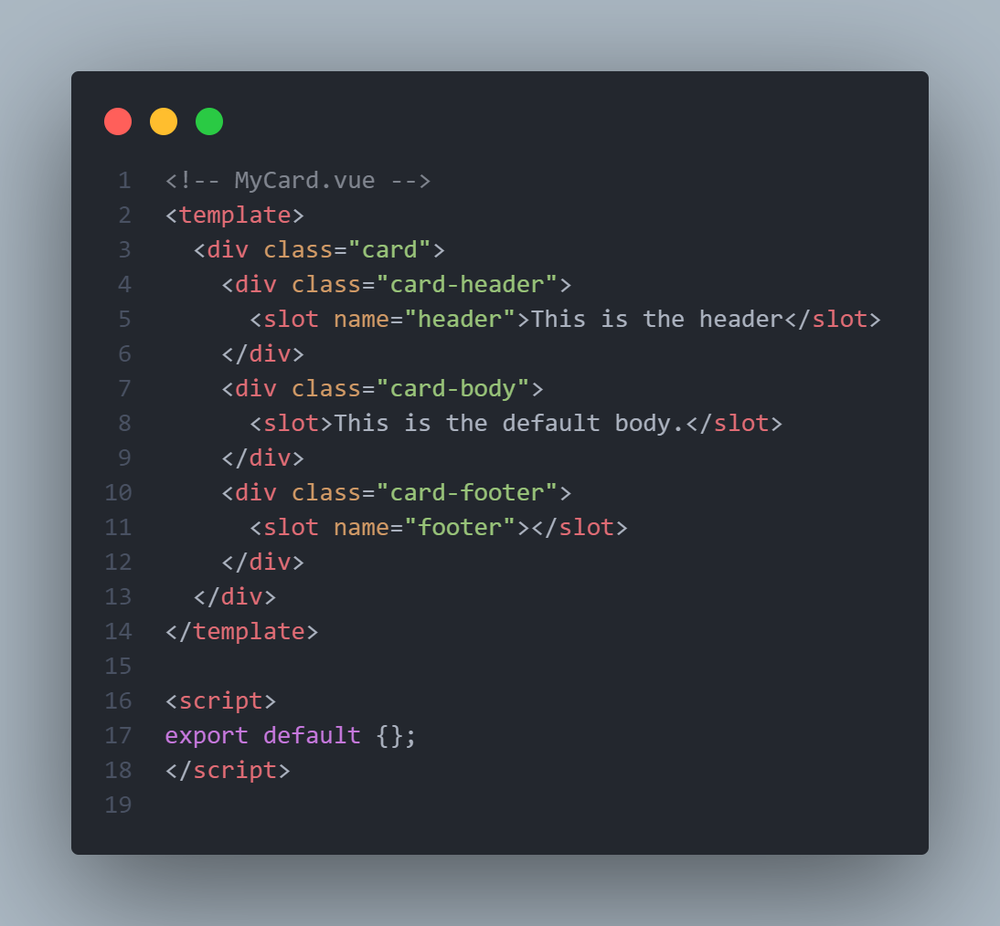 1 <!-- MyCard.vue -->
2 <template>
3   <div class="card">
4     <div class="card-header">
5       <slot name="header">This is the header</slot>
6     </div>
7     <div class="card-body">
8       <slot>This is the default body.</slot>
9     </div>
10     <div class="card-footer">
11       <slot name="footer"></slot>
12     </div>
13   </div>
14 </template>
15
16 <script>
17 export default {};
18 </script>
19